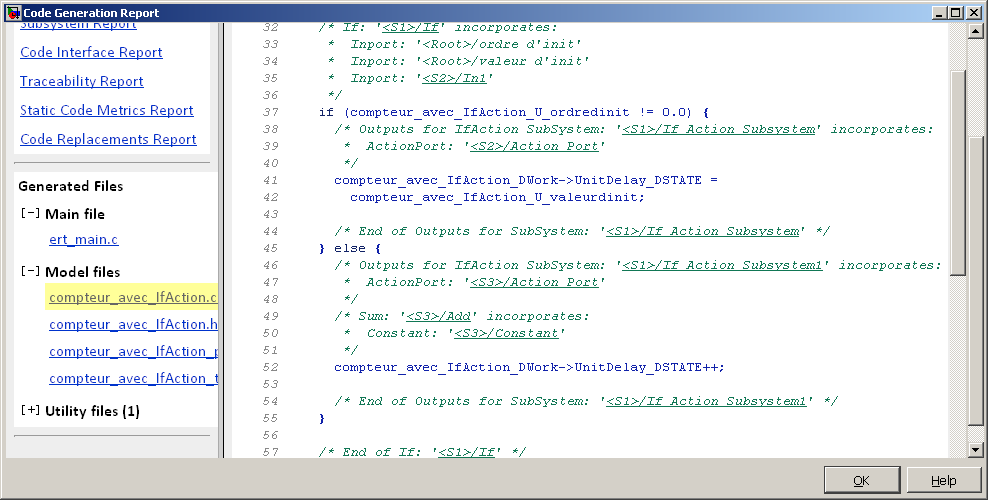 Code Generation Report
Subsystem Report
Code Interface Report
Traceability Report
Static Code Metrics Report
Code Replacements Report
Generated Files
[-] Main file
ert_main.c
[-] Model files
compteur_avec_IfAction.c
compteur_avec_IfAction.h
compteur_avec_IfAction_p
compteur_avec_IfAction_t
[+] Utility files (1)
32 /* If: '<S1>/If' incorporates:
33 * Inport: '<Root>/ordre d'init'
34 * Inport: '<Root>/valeur d'init'
35 * Inport: '<S2>/In1'
36 */
37 if (compteur_avec_IfAction_U_ordredinit != 0.0) {
38 /* Outputs for IfAction SubSystem: '<S1>/If Action Subsystem' incorporates:
39 * ActionPort: '<S2>/Action Port'
40 */
41 compteur_avec_IfAction_DWork->UnitDelay_DSTATE =
42 compteur_avec_IfAction_U_valeurdinit;
43
44 /* End of Outputs for SubSystem: '<S1>/If Action Subsystem' */
45 } else {
46 /* Outputs for IfAction SubSystem: '<S1>/If Action Subsystem1' incorporates:
47 * ActionPort: '<S3>/Action Port'
48 */
49 /* Sum: '<S3>/Add' incorporates:
50 * Constant: '<S3>/Constant'
51 */
52 compteur_avec_IfAction_DWork->UnitDelay_DSTATE++;
53
54 /* End of Outputs for SubSystem: '<S1>/If Action Subsystem1' */
55 }
56
57 /* End of If: '<S1>/If' */
OK
Help